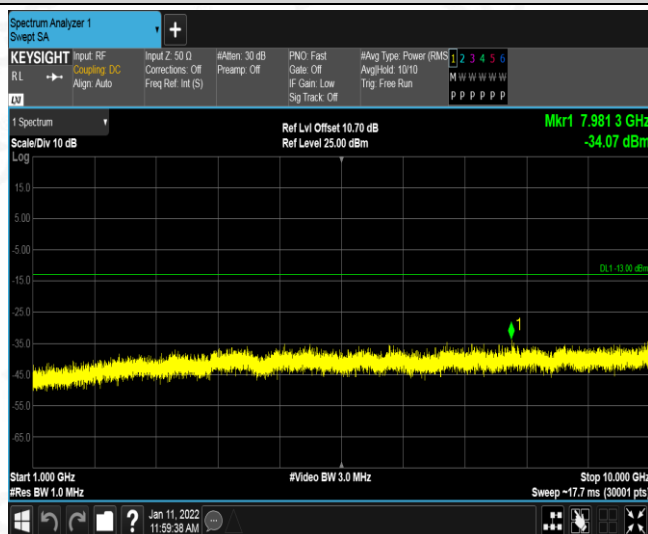 Spectrum Analyzer 1
Swept SA
+
KEYSIGHT
RL
Input: RF
Coupling: DC
Align: Auto
Input Z: 50 Ω
Corrections: Off
Freq Ref: Int (S)
#Atten: 30 dB
Preamp: Off
PNO: Fast
Gate: Off
IF Gain: Low
Sig Track: Off
#Avg Type: Power (RMS
Avg|Hold: 10/10
Trig: Free Run
1 2 3 4 5 6
M W W W W W
P P P P P P
LXI
1 Spectrum
Scale/Div 10 dB
Ref Lvl Offset 10.70 dB
Ref Level 25.00 dBm
Mkr1 7.981 3 GHz
-34.07 dBm
Log
15.0
5.00
-5.00
DL1 -13.00 dBm
-15.0
-25.0
1
-35.0
-45.0
-55.0
-65.0
Start 1.000 GHz
#Video BW 3.0 MHz
Stop 10.000 GHz
#Res BW 1.0 MHz
Sweep ~17.7 ms (30001 pts)
?
Jan 11, 2022
11:59:38 AM